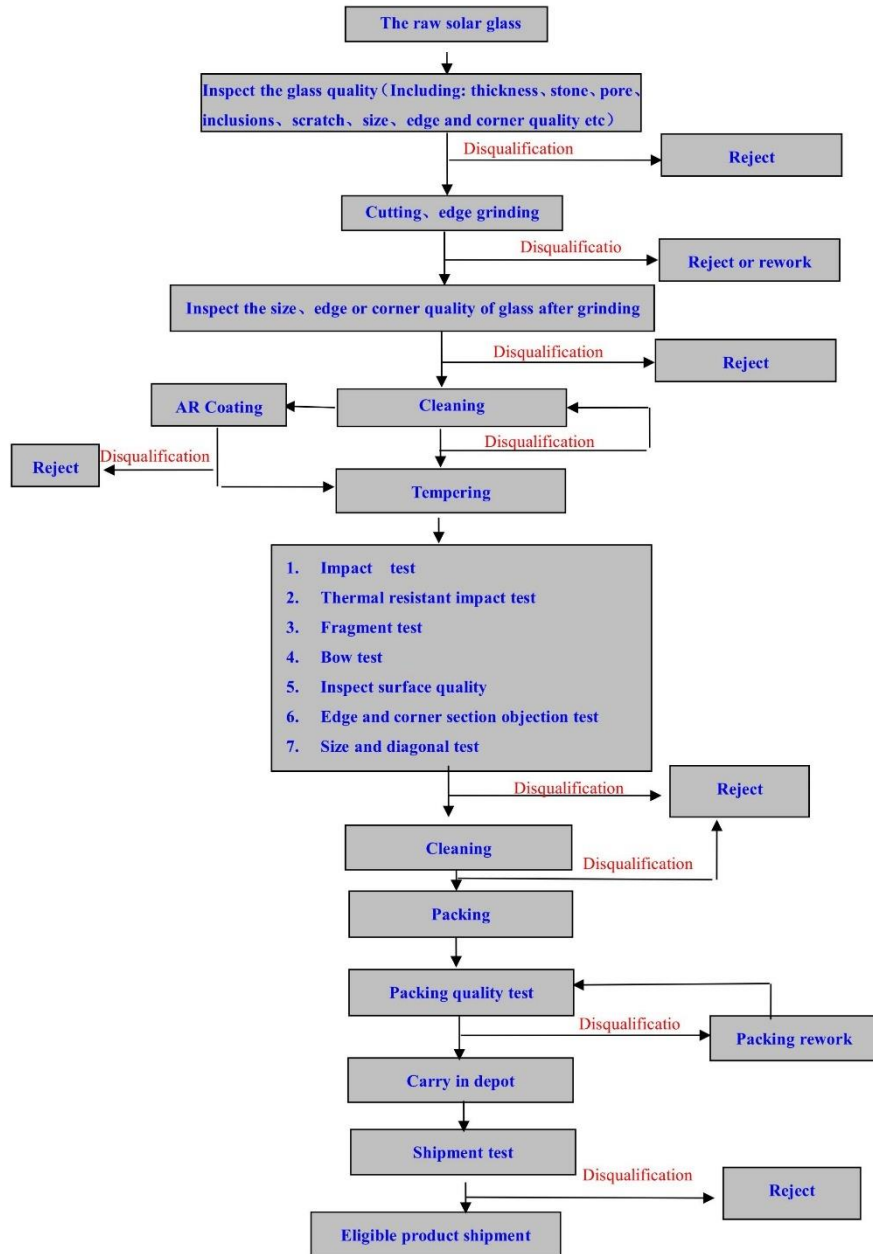 The raw solar glass
Inspect the glass quality（Including: thickness、stone、pore、
inclusions、scratch、size、edge and corner quality etc）
Disqualification
Reject
Cutting、edge grinding
Disqualificatio
Reject or rework
Inspect the size、edge or corner quality of glass after grinding
Disqualification
Reject
AR Coating
Cleaning
Disqualification
Reject
Disqualification
Tempering
1. Impact test
2. Thermal resistant impact test
3. Fragment test
4. Bow test
5. Inspect surface quality
6. Edge and corner section objection test
7. Size and diagonal test
Disqualification
Reject
Cleaning
Disqualification
Packing
Packing quality test
Disqualificatio
Packing rework
Carry in depot
Shipment test
Disqualification
Reject
Eligible product shipment